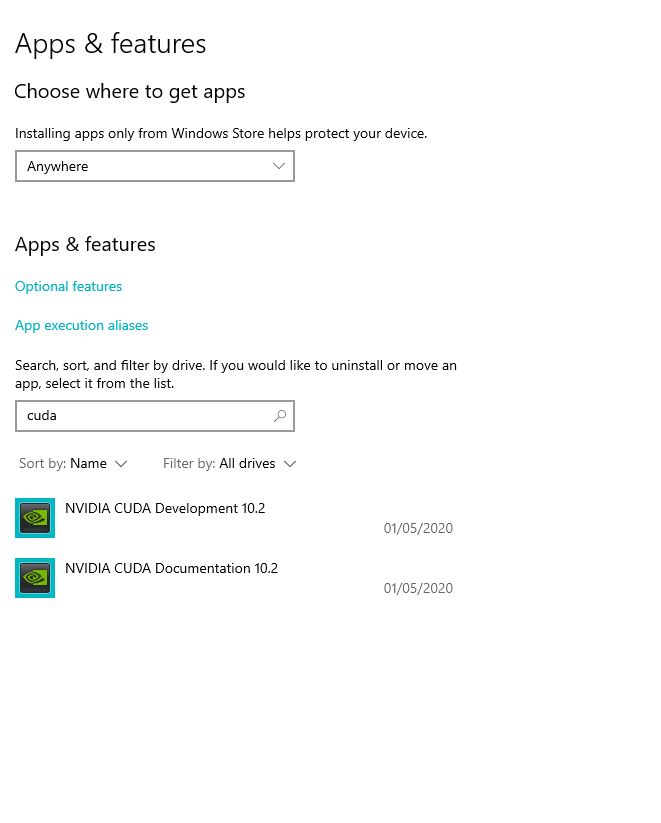 Apps & features
Choose where to get apps
Installing apps only from Windows Store helps protect your device.
Anywhere
Apps & features
Optional features
App execution aliases
Search, sort, and filter by drive. If you would like to uninstall or move an
app, select it from the list.
cuda
Sort by: Name Filter by: All drives
NVIDIA CUDA Development 10.2
01/05/2020
NVIDIA CUDA Documentation 10.2
01/05/2020